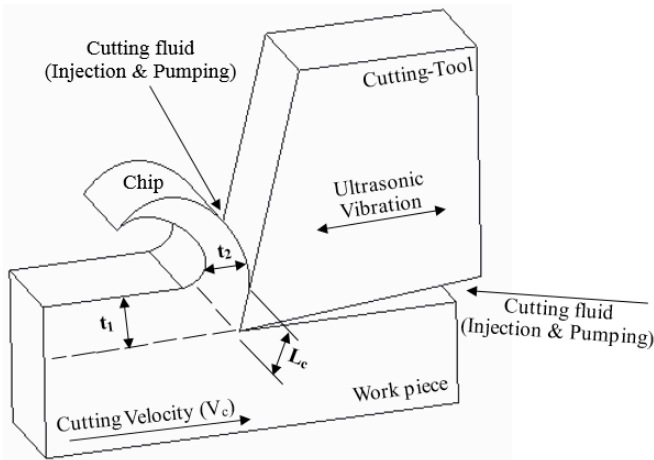 Cutting fluid
(Injection & Pumping)
Cutting-Tool
Chip
Ultrasonic
Vibration
t2
t1
Cutting fluid
(Injection & Pumping)
Lc
Work piece
Cutting Velocity (Vc)